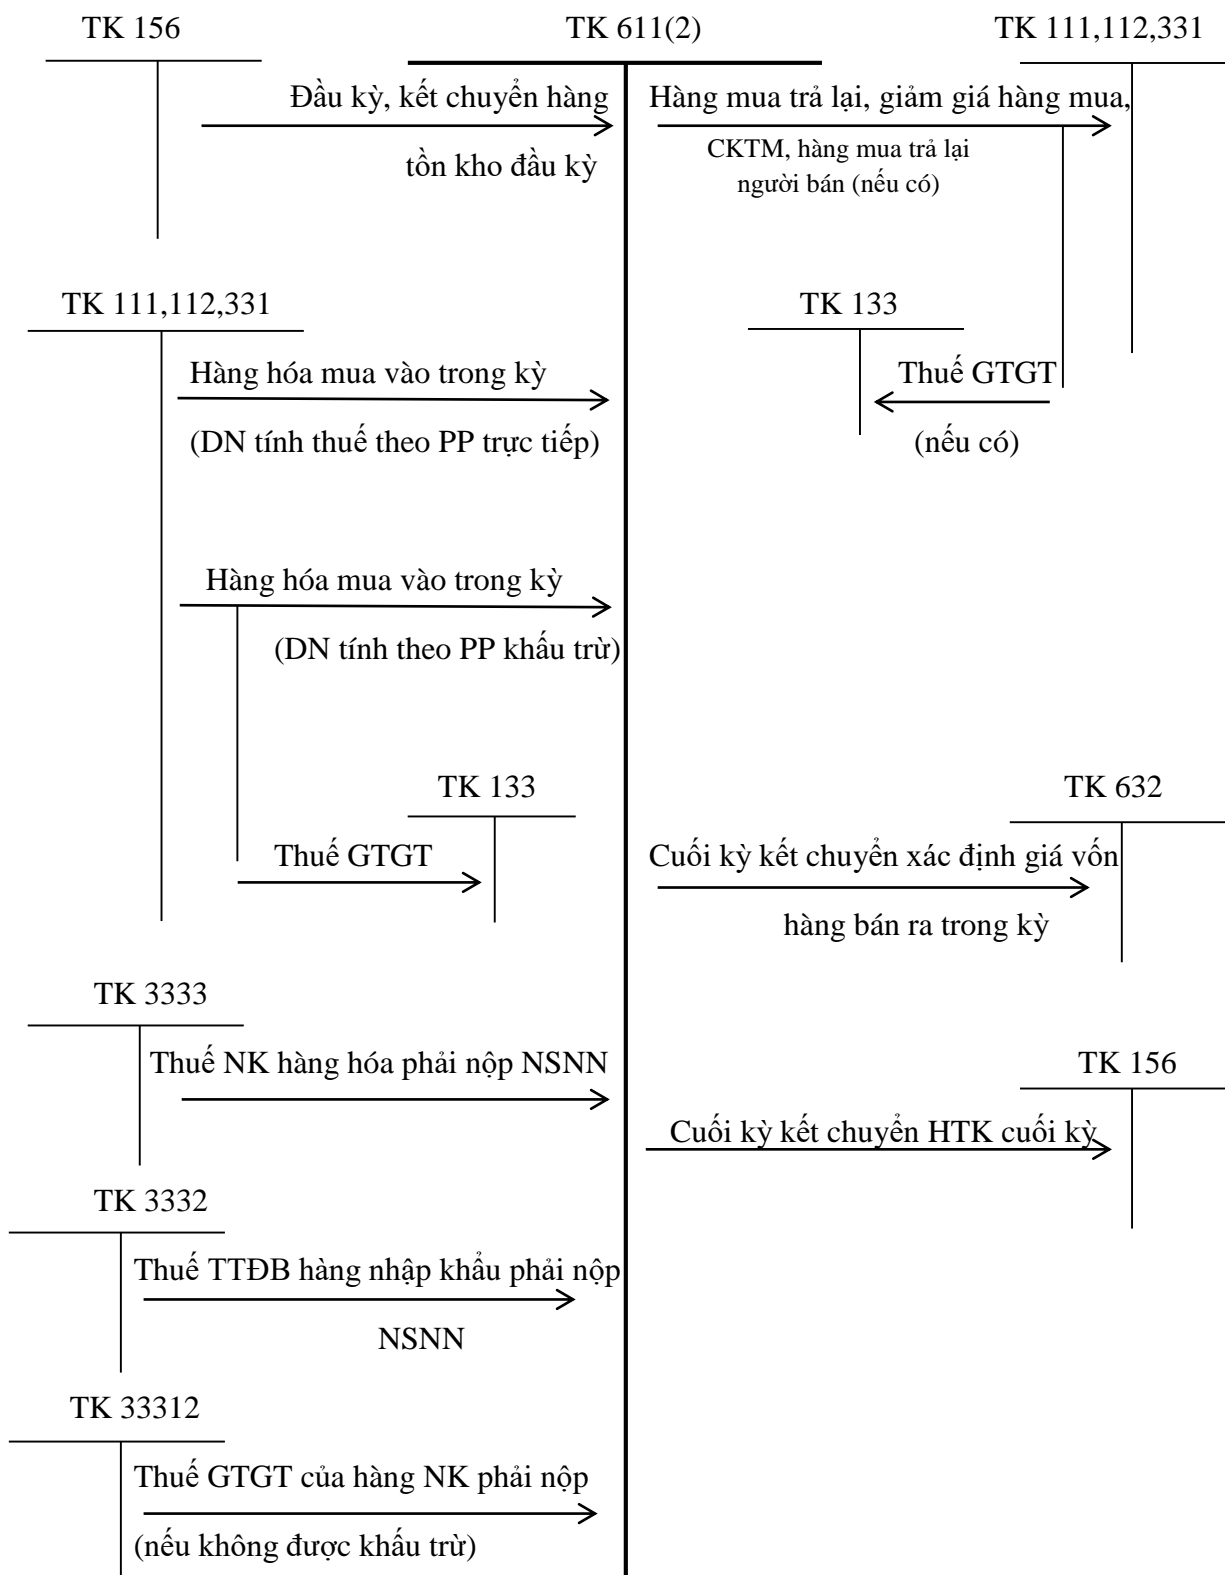 TK 156
TK 611(2)
TK 111,112,331
Đầu kỳ, kết chuyển hàng
tồn kho đầu kỳ
Hàng mua trả lại, giảm giá hàng mua,
CKTM, hàng mua trả lại
người bán (nếu có)
TK 111,112,331
TK 133
Hàng hóa mua vào trong kỳ
(DN tính thuế theo PP trực tiếp)
Thuế GTGT
(nếu có)
Hàng hóa mua vào trong kỳ
(DN tính theo PP khấu trừ)
TK 133
TK 632
Thuế GTGT
Cuối kỳ kết chuyển xác định giá vốn
hàng bán ra trong kỳ
TK 3333
Thuế NK hàng hóa phải nộp NSNN
TK 156
Cuối kỳ kết chuyển HTK cuối kỳ
TK 3332
Thuế TTĐB hàng nhập khẩu phải nộp
NSNN
TK 33312
Thuế GTGT của hàng NK phải nộp
(nếu không được khấu trừ)